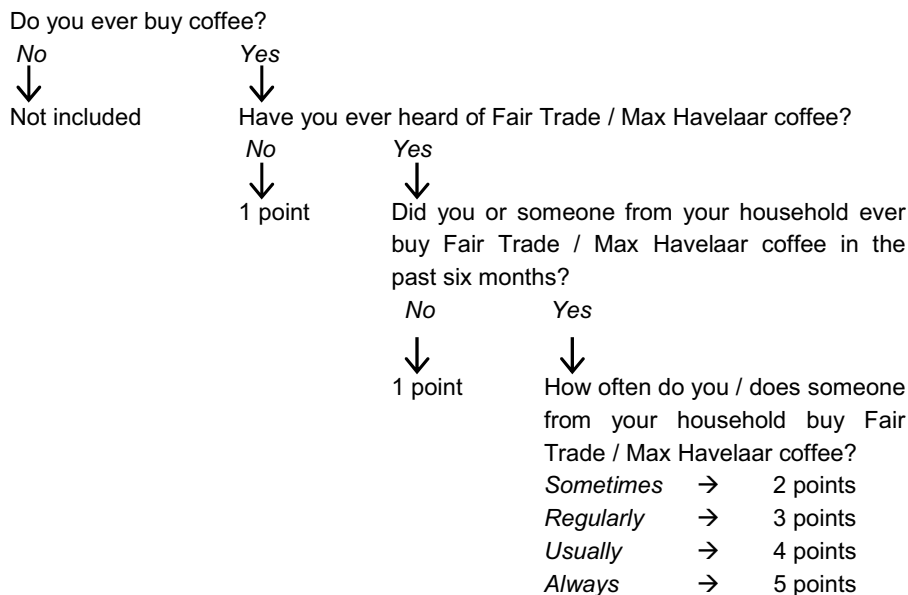 Do you ever buy coffee?
No Yes
Not included Have you ever heard of Fair Trade / Max Havelaar coffee?
No Yes
1 point Did you or someone from your household ever
buy Fair Trade / Max Havelaar coffee in the
past six months?
No Yes
1 point How often do you / does someone
from your household buy Fair
Trade / Max Havelaar coffee?
Sometimes → 2 points
Regularly → 3 points
Usually → 4 points
Always → 5 points